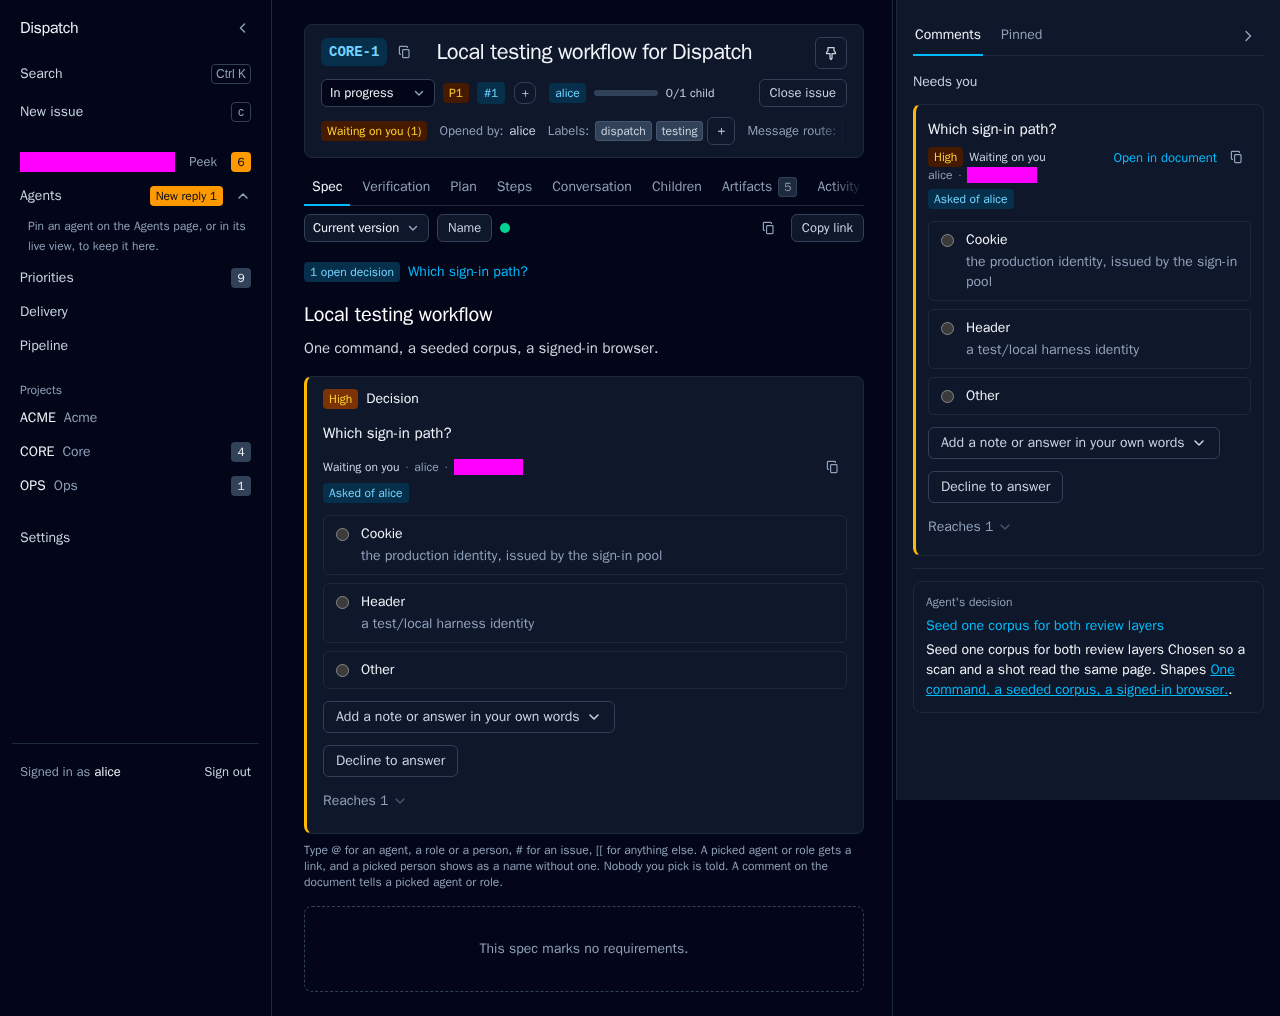 Dispatch
Search
Ctrl K
New issue
c
Peek
6
Agents
New reply 1
Pin an agent on the Agents page, or in its
live view, to keep it here.
Priorities
9
Delivery
Pipeline
Projects
ACME Acme
CORE Core
4
OPS Ops
1
Settings
Signed in as alice
Sign out
CORE-1
Local testing workflow for Dispatch
In progress
P1
#1
+
alice
0/1 child
Close issue
Waiting on you (1)
Opened by: alice
Labels: dispatch testing
+
Message route:
Spec
Verification
Plan
Steps
Conversation
Children
Artifacts 5
Activity
Current version
Name
Copy link
1 open decision
Which sign-in path?
Local testing workflow
One command, a seeded corpus, a signed-in browser.
High
Decision
Which sign-in path?
Waiting on you · alice ·
Asked of alice
Cookie
the production identity, issued by the sign-in pool
Header
a test/local harness identity
Other
Add a note or answer in your own words
Decline to answer
Reaches 1
Type @ for an agent, a role or a person, # for an issue, [[ for anything else. A picked agent or role gets a
link, and a picked person shows as a name without one. Nobody you pick is told. A comment on the
document tells a picked agent or role.
This spec marks no requirements.
Comments
Pinned
Needs you
Which sign-in path?
High
Waiting on you
Open in document
alice ·
Asked of alice
Cookie
the production identity, issued by the sign-in
pool
Header
a test/local harness identity
Other
Add a note or answer in your own words
Decline to answer
Reaches 1
Agent's decision
Seed one corpus for both review layers
Seed one corpus for both review layers Chosen so a
scan and a shot read the same page. Shapes One
command, a seeded corpus, a signed-in browser..